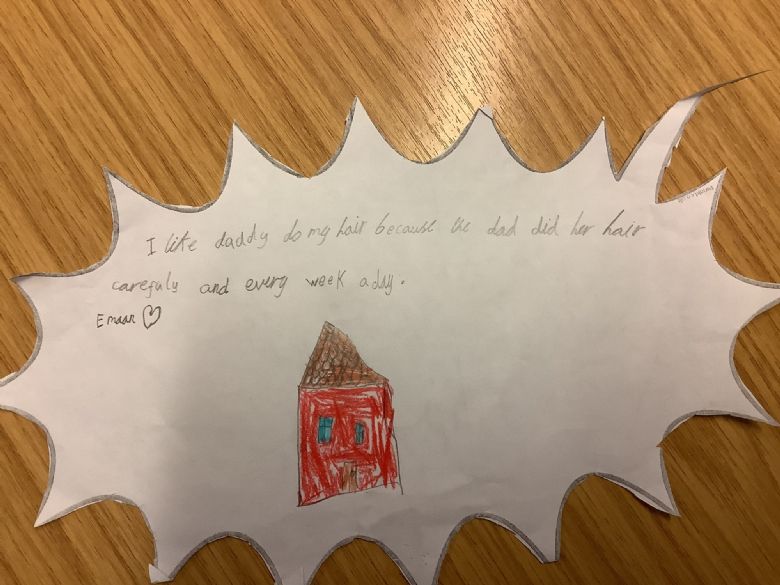 I like daddy do my hair because the dad did her hair
carefuly and every week a day.
Emaan